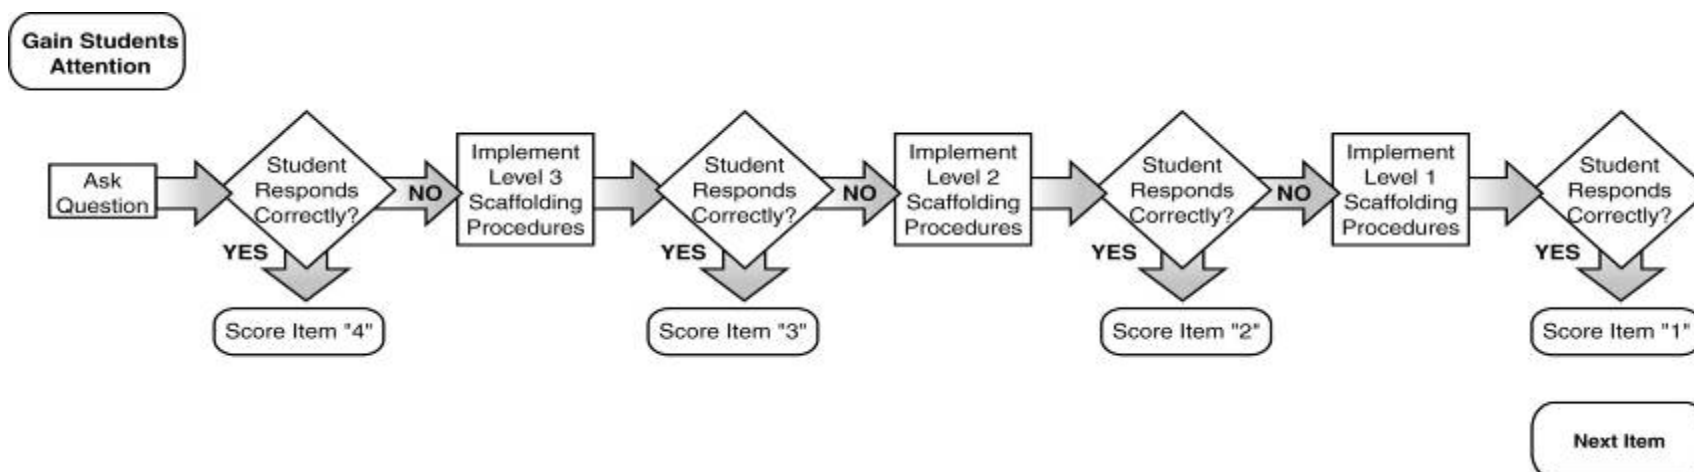 Gain Students
Attention
Ask
Question
Student
Responds
Correctly?
NO
YES
Score Item "4"
Implement
Level 3
Scaffolding
Procedures
Student
Responds
Correctly?
NO
YES
Score Item "3"
Implement
Level 2
Scaffolding
Procedures
Student
Responds
Correctly?
NO
YES
Score Item "2"
Implement
Level 1
Scaffolding
Procedures
Student
Responds
Correctly?
YES
Score Item "1"
Next Item